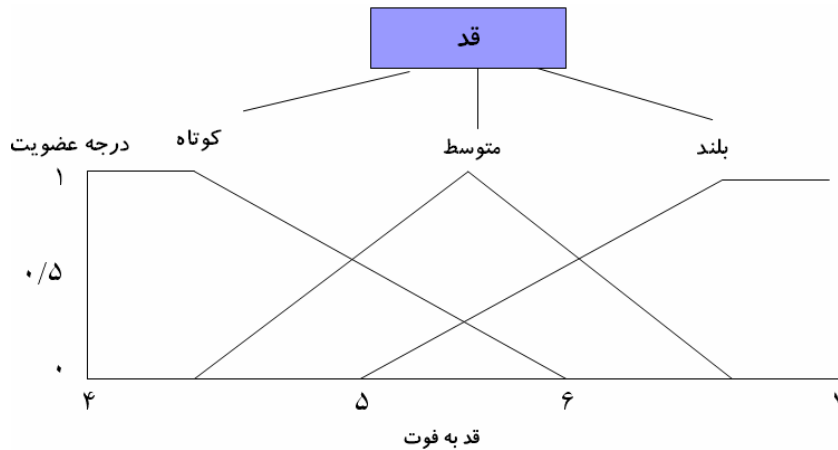 قد
کوتاه
متوسط
بلند
درجه عضویت
۱
۰/۵
۰
۴
۵
۶
قد به فوت